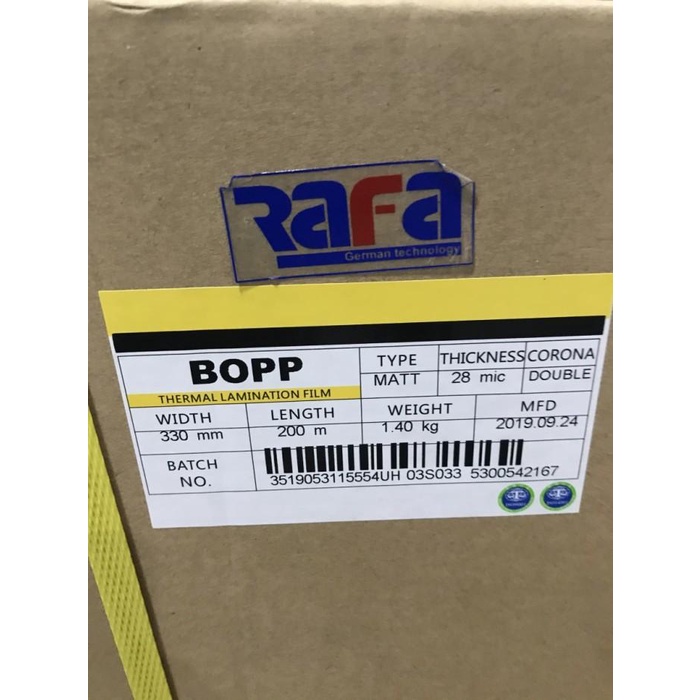 RaFa
German technology
BOPP
THERMAL LAMINATION FILM
TYPE THICKNESS CORONA
MATT 28 mic DOUBLE
WIDTH LENGTH WEIGHT MFD
330 mm 200 m 1.40 kg 2019.09.24
BATCH NO.
3519053115554UH 03S033 5300542167